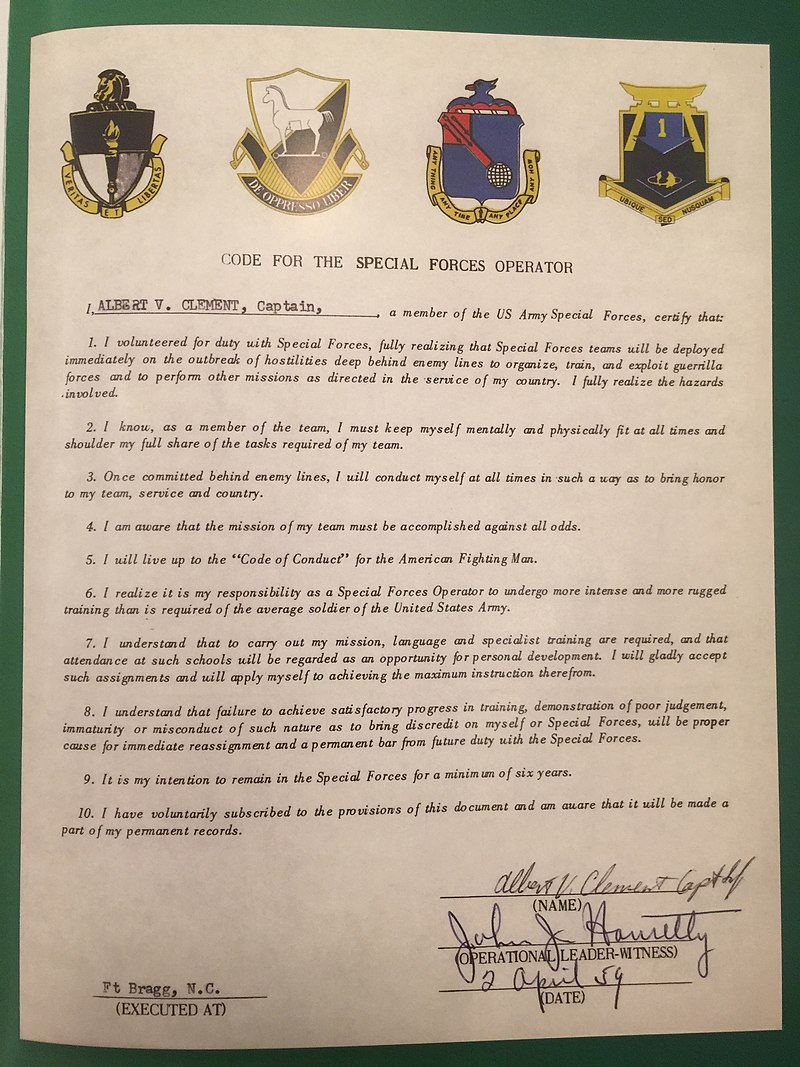 VERITAS ET LIBERTAS
DE OPPRESSO LIBER
ANY THING ANY TIME ANY PLACE ANY HOW
1
UBIQUE SED NUSQUAM
CODE FOR THE SPECIAL FORCES OPERATOR
I, ALBERT V. CLEMENT, Captain, , a member of the US Army Special Forces, certify that:
1. I volunteered for duty with Special Forces, fully realizing that Special Forces teams will be deployed
immediately on the outbreak of hostilities deep behind enemy lines to organize, train, and exploit guerrilla
forces and to perform other missions as directed in the service of my country. I fully realize the hazards
involved.
2. I know, as a member of the team, I must keep myself mentally and physically fit at all times and
shoulder my full share of the tasks required of my team.
3. Once committed behind enemy lines, I will conduct myself at all times in such a way as to bring honor
to my team, service and country.
4. I am aware that the mission of my team must be accomplished against all odds.
5. I will live up to the "Code of Conduct" for the American Fighting Man.
6. I realize it is my responsibility as a Special Forces Operator to undergo more intense and more rugged
training than is required of the average soldier of the United States Army.
7. I understand that to carry out my mission, language and specialist training are required, and that
attendance at such schools will be regarded as an opportunity for personal development. I will gladly accept
such assignments and will apply myself to achieving the maximum instruction therefrom.
8. I understand that failure to achieve satisfactory progress in training, demonstration of poor judgement,
immaturity or misconduct of such nature as to bring discredit on myself or Special Forces, will be proper
cause for immediate reassignment and a permanent bar from future duty with the Special Forces.
9. It is my intention to remain in the Special Forces for a minimum of six years.
10. I have voluntarily subscribed to the provisions of this document and am aware that it will be made a
part of my permanent records.
Albert V. Clement Capt
(NAME)
John J
(OPERATIONAL LEADER-WITNESS)
2 April 59
(DATE)
Ft Bragg, N.C.
(EXECUTED AT)